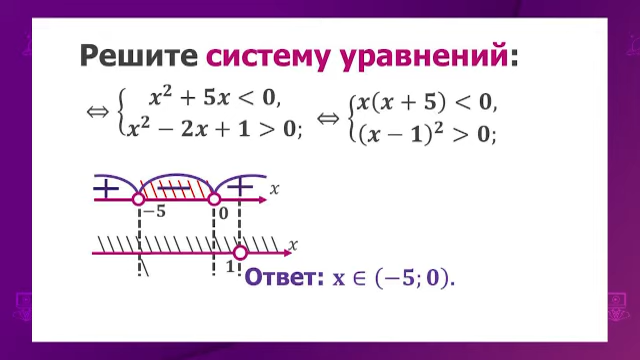 Решите систему уравнений:
⇔ { x² + 5x < 0, x² − 2x + 1 > 0; ⇔ { x(x + 5) < 0, (x − 1)² > 0;
+ − + x
−5 0
x
1
Ответ: x ∈ (−5; 0).